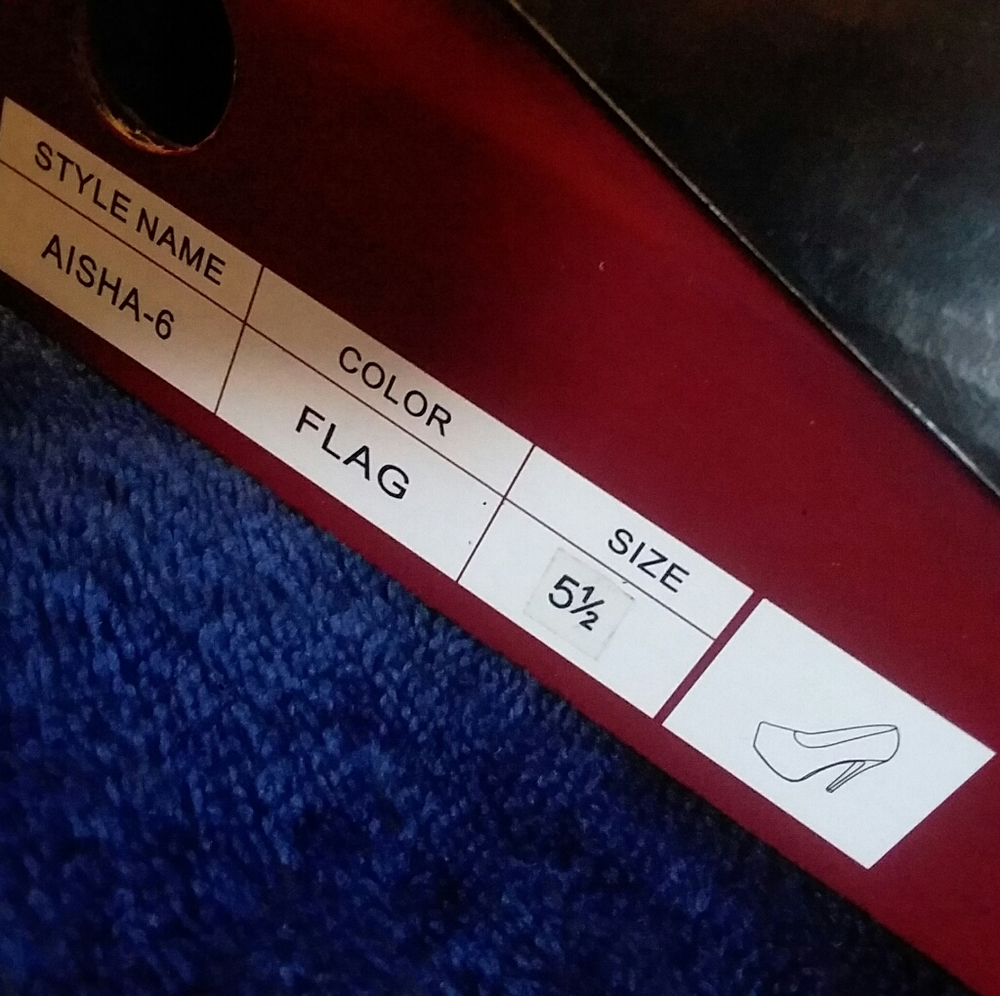 STYLE NAME
AISHA-6
COLOR
FLAG
SIZE
5½